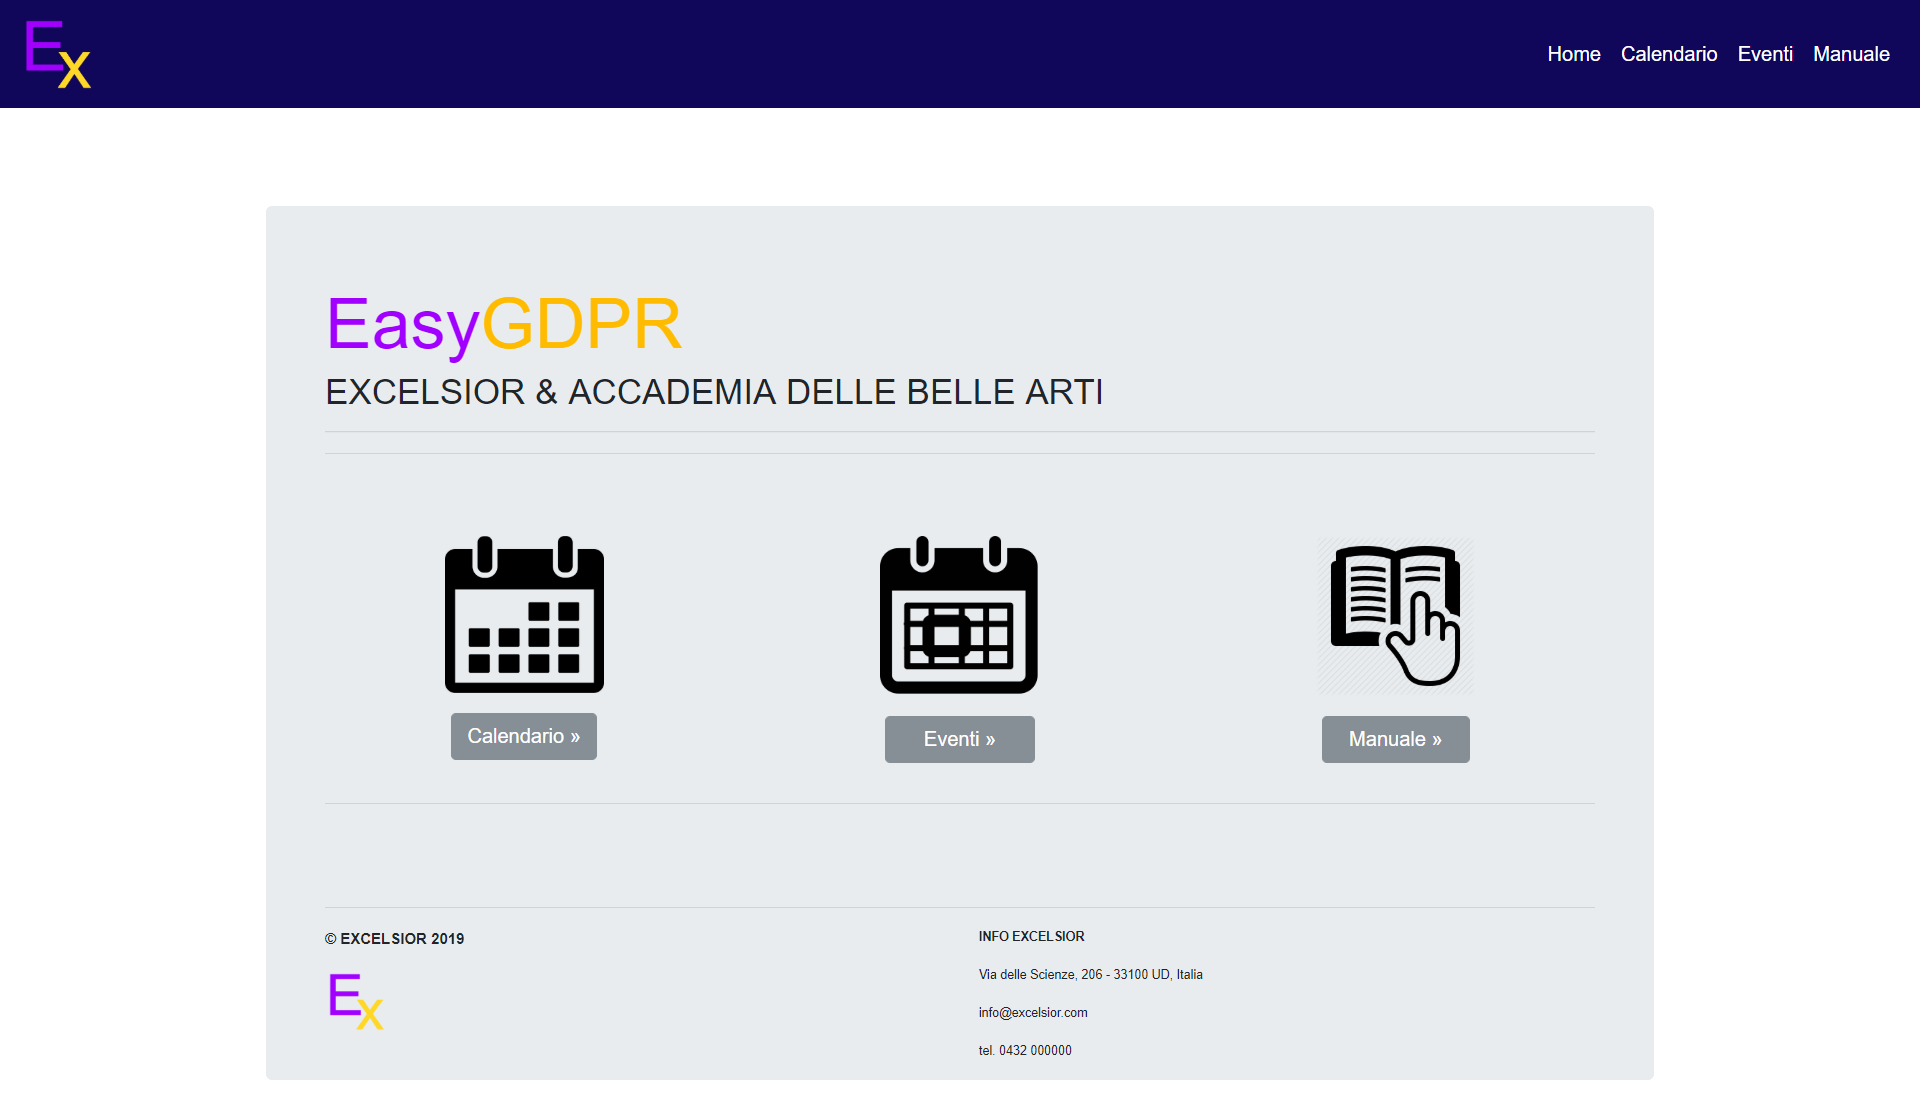 Ex
Home Calendario Eventi Manuale
EasyGDPR
EXCELSIOR & ACCADEMIA DELLE BELLE ARTI
Calendario »
Eventi »
Manuale »
© EXCELSIOR 2019
Ex
INFO EXCELSIOR
Via delle Scienze, 206 - 33100 UD, Italia
info@excelsior.com
tel. 0432 000000